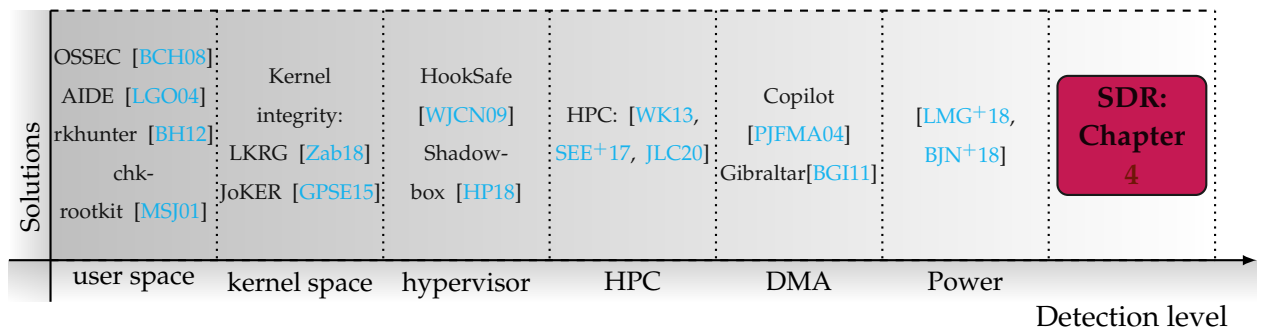 Solutions
OSSEC [BCH08]
AIDE [LGO04]
rkhunter [BH12]
chk-
rootkit [MSJ01]
Kernel
integrity:
LKRG [Zab18]
JoKER [GPSE15]
HookSafe
[WJCN09]
Shadow-
box [HP18]
HPC: [WK13,
SEE+17, JLC20]
Copilot
[PJFMA04]
Gibraltar[BGI11]
[LMG+18,
BJN+18]
SDR:
Chapter
4
user space
kernel space
hypervisor
HPC
DMA
Power
Detection level